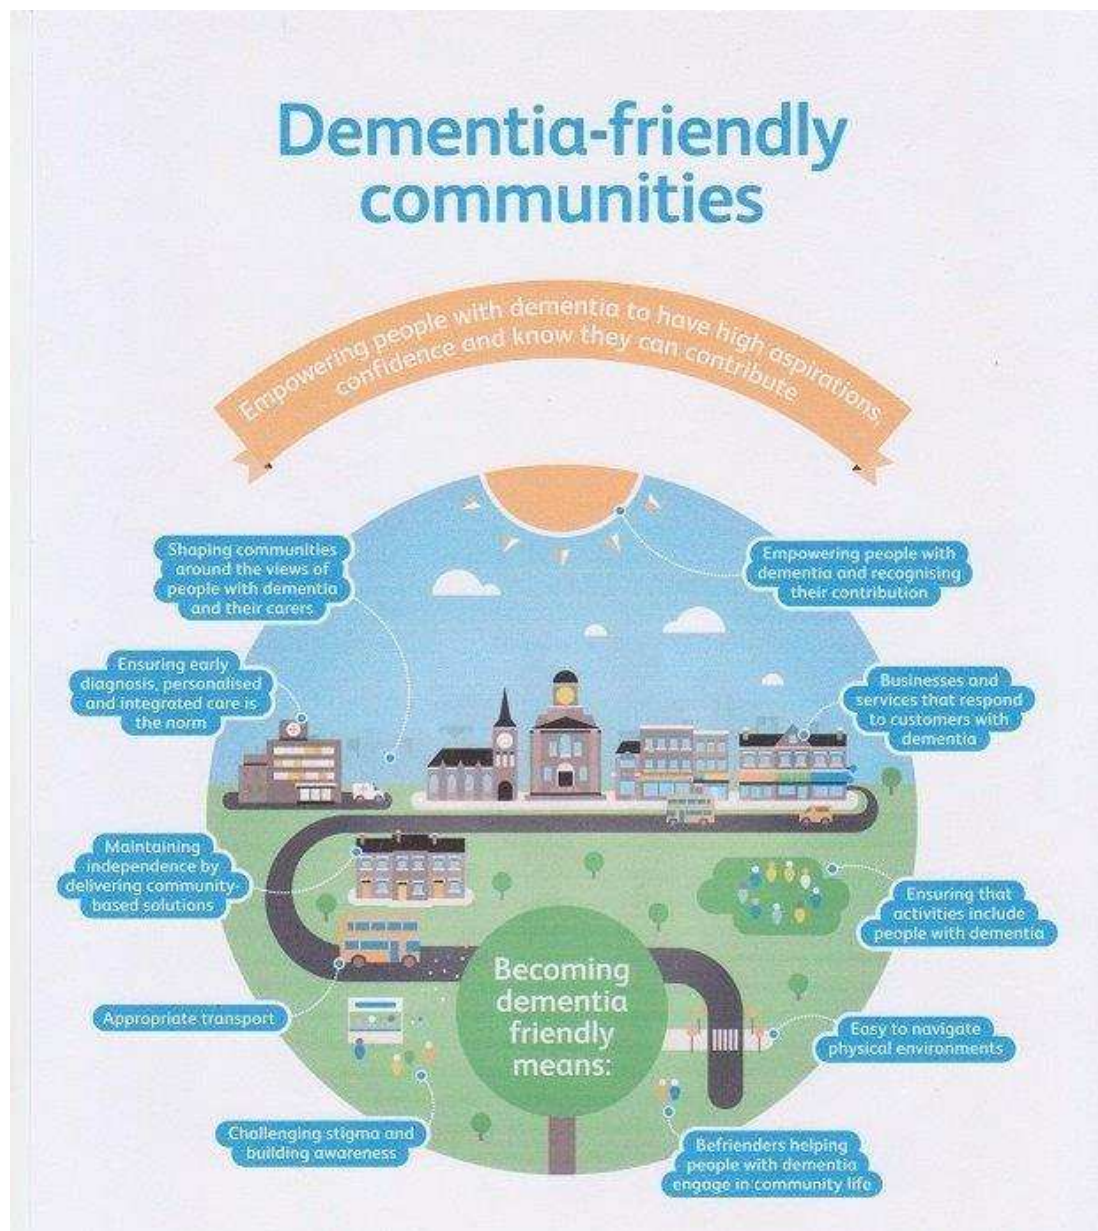 Dementia-friendly
communities
Empowering people with dementia to have high aspirations,
confidence and know they can contribute
Shaping communities
around the views of
people with dementia
and their carers
Empowering people with
dementia and recognising
their contribution
Ensuring early
diagnosis, personalised
and integrated care is
the norm
Businesses and
services that respond
to customers with
dementia
Maintaining
independence by
delivering community-
based solutions
Ensuring that
activities include
people with dementia
Becoming
dementia
friendly
means:
Appropriate transport
Easy to navigate
physical environments
Challenging stigma and
building awareness
Befrienders helping
people with dementia
engage in community life